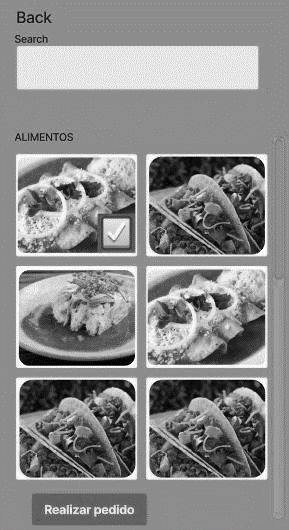 Back
Search
ALIMENTOS
Realizar pedido